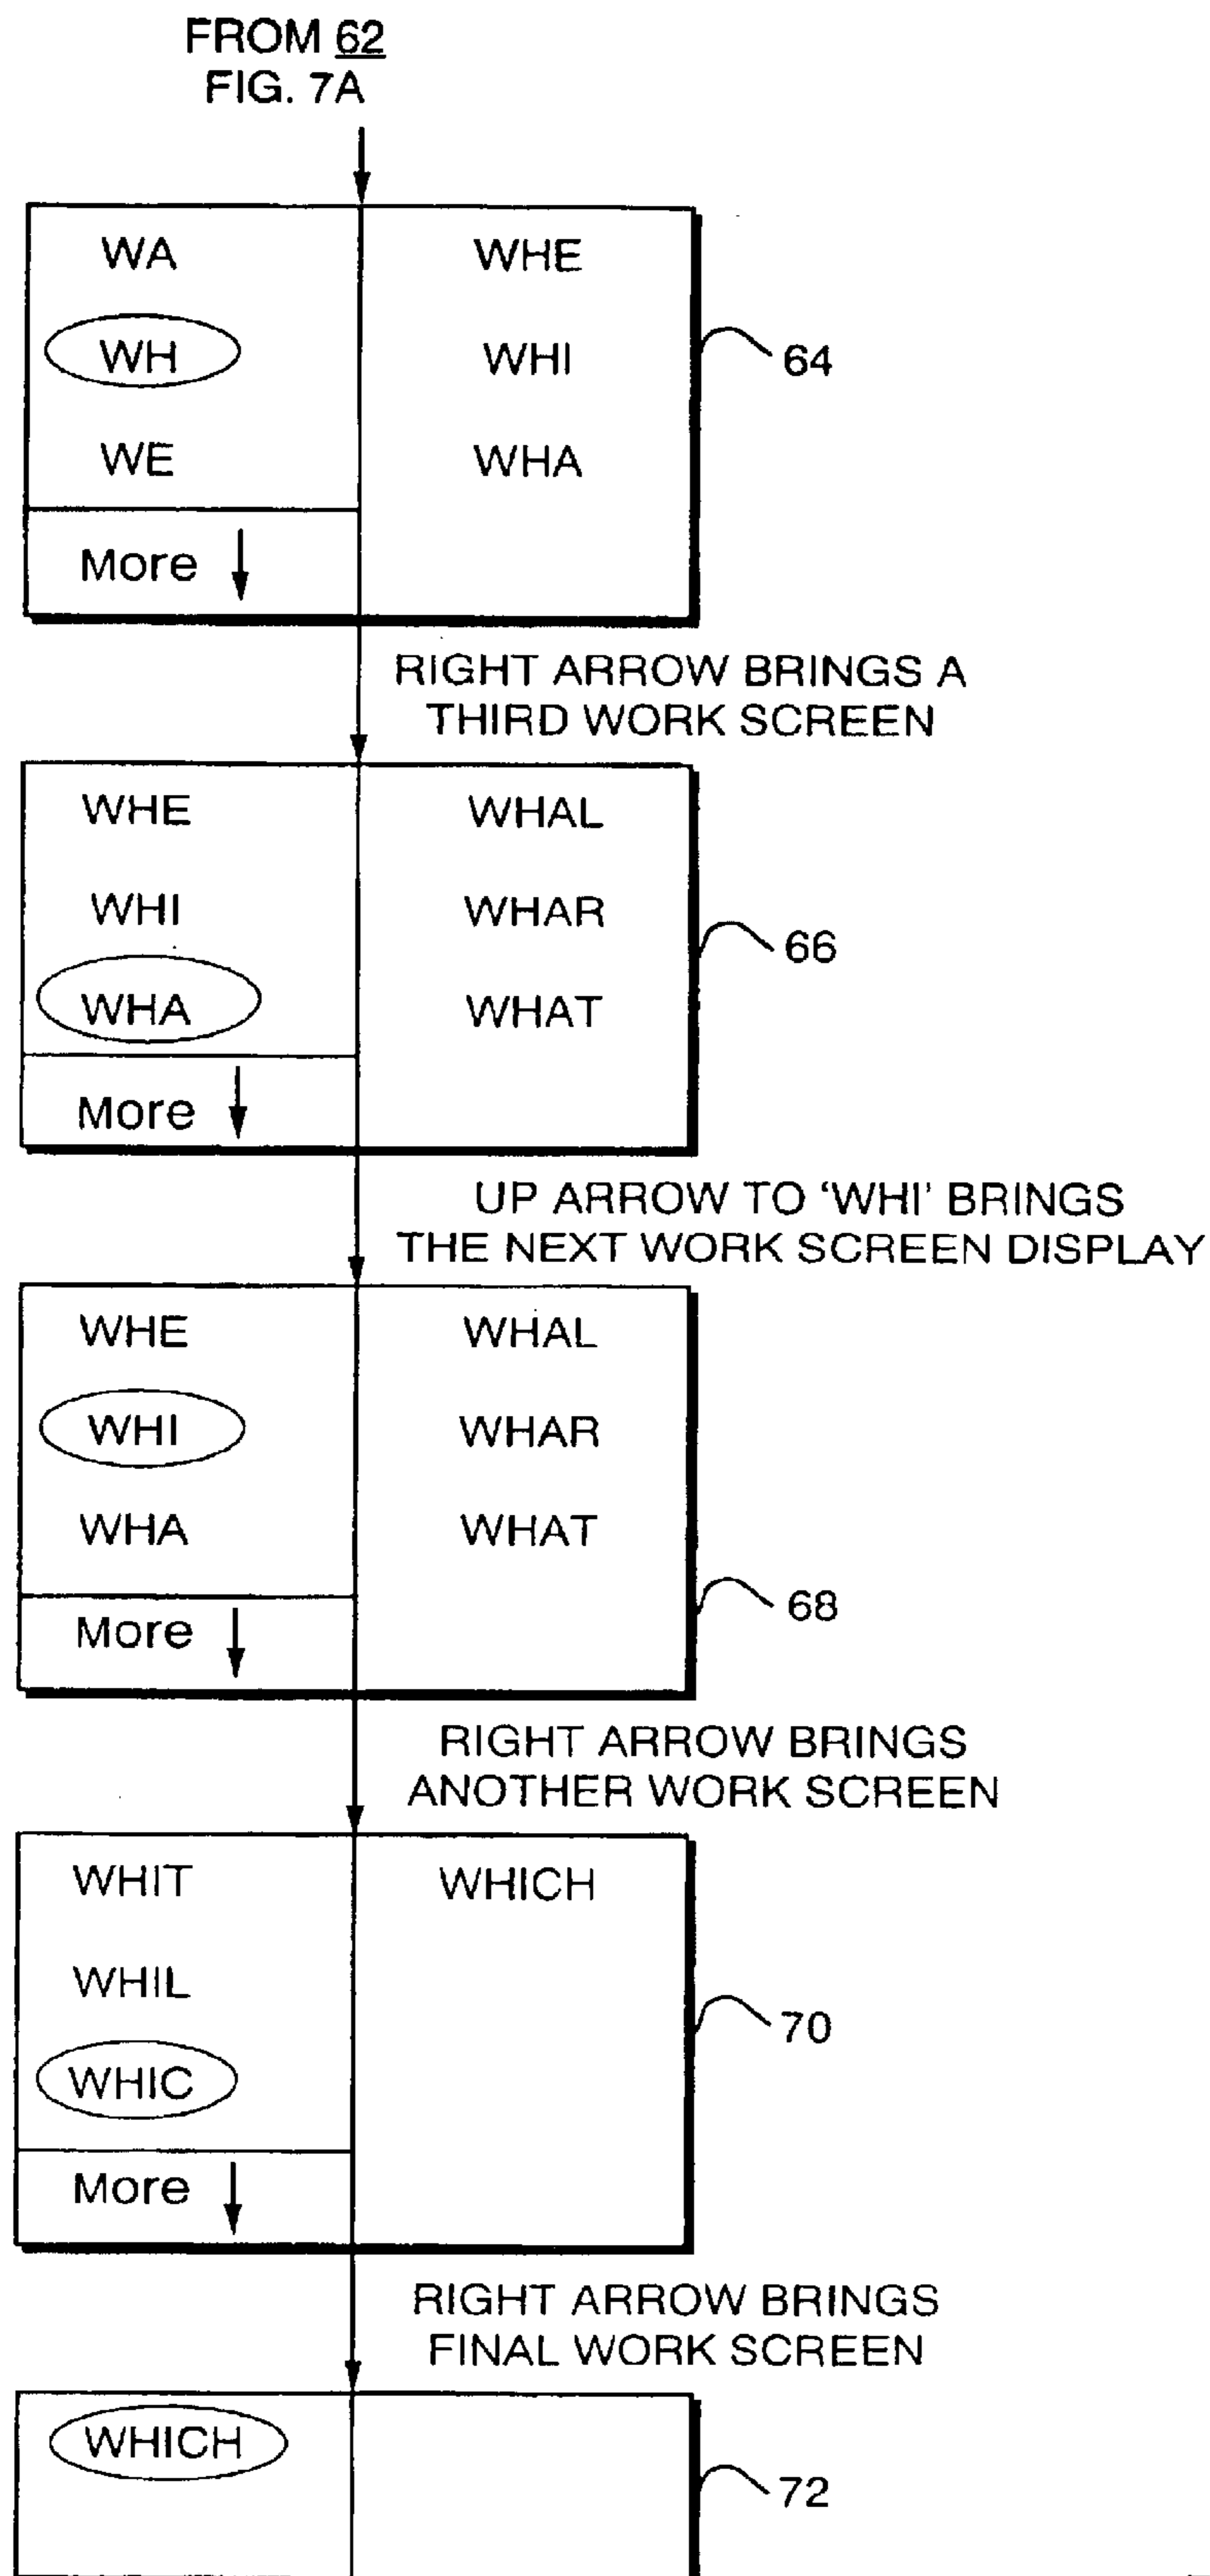 FROM 62
FIG. 7A
WA WHE
WH WHI
WE WHA
More
64
RIGHT ARROW BRINGS A
THIRD WORK SCREEN
WHE WHAL
WHI WHAR
WHA WHAT
More
66
UP ARROW TO ‘WHI’ BRINGS
THE NEXT WORK SCREEN DISPLAY
WHE WHAL
WHI WHAR
WHA WHAT
More
68
RIGHT ARROW BRINGS
ANOTHER WORK SCREEN
WHIT WHICH
WHIL
WHIC
More
70
RIGHT ARROW BRINGS
FINAL WORK SCREEN
WHICH
72